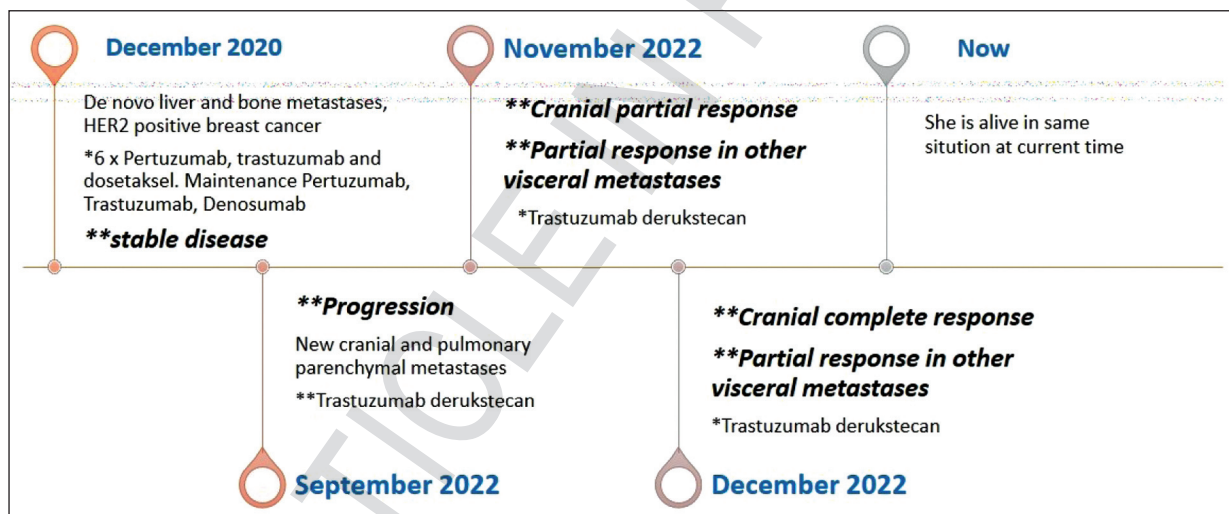 December 2020
De novo liver and bone metastases,
HER2 positive breast cancer
*6 x Pertuzumab, trastuzumab and
dosetaksel. Maintenance Pertuzumab,
Trastuzumab, Denosumab
**stable disease
**Progression
New cranial and pulmonary
parenchymal metastases
**Trastuzumab derukstecan
September 2022
November 2022
**Cranial partial response
**Partial response in other
visceral metastases
*Trastuzumab derukstecan
**Cranial complete response
**Partial response in other
visceral metastases
*Trastuzumab derukstecan
December 2022
Now
She is alive in same
sitution at current time
TICLE IN P